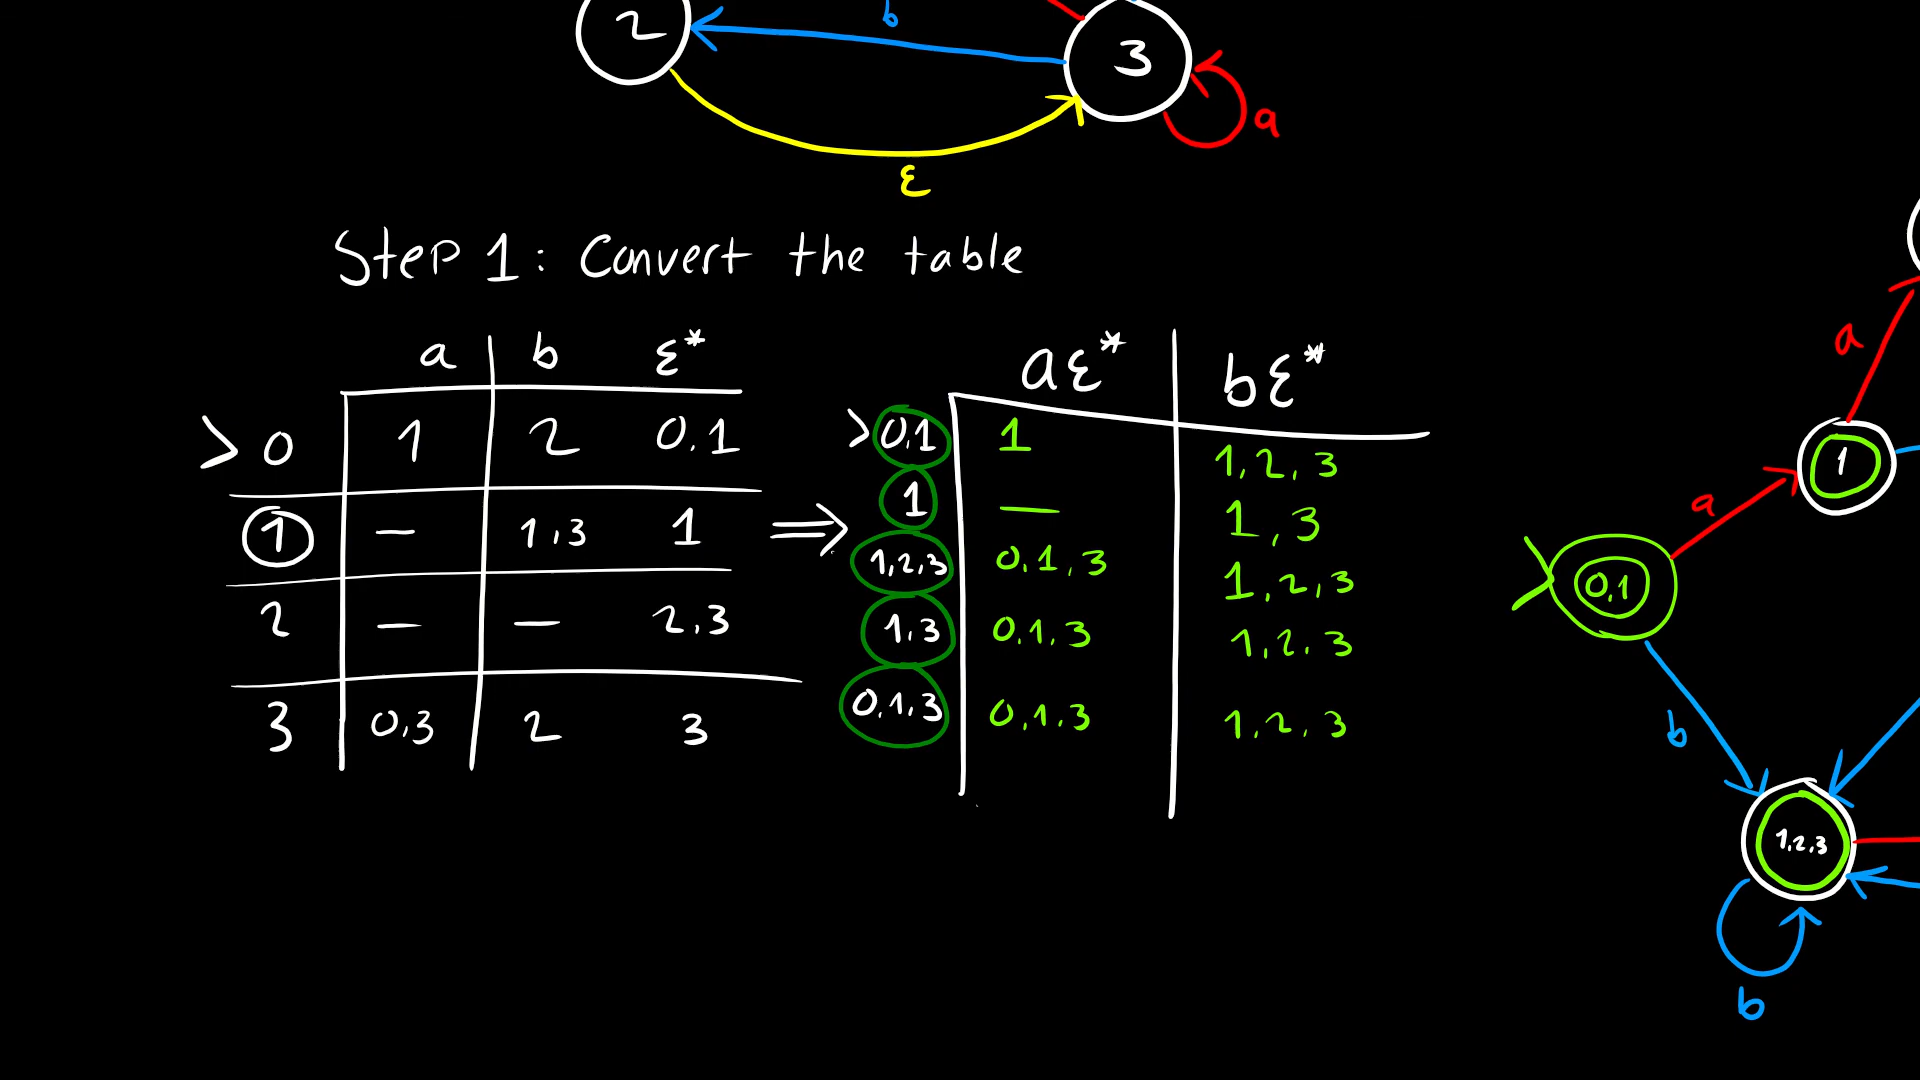 2 b 3
a
ε
Step 1: Convert the table
a b ε* aε* bε*
> 0 1 2 0,1 > 0,1 1 1,2,3
1 — 1,3 1 ⇒ 1 — 1,3
2 — — 2,3 1,2,3 0,1,3 1,2,3
1,3 0,1,3 1,2,3
3 0,3 2 3 0,1,3 0,1,3 1,2,3
a
1
a
> 0,1
b
1,2,3
b